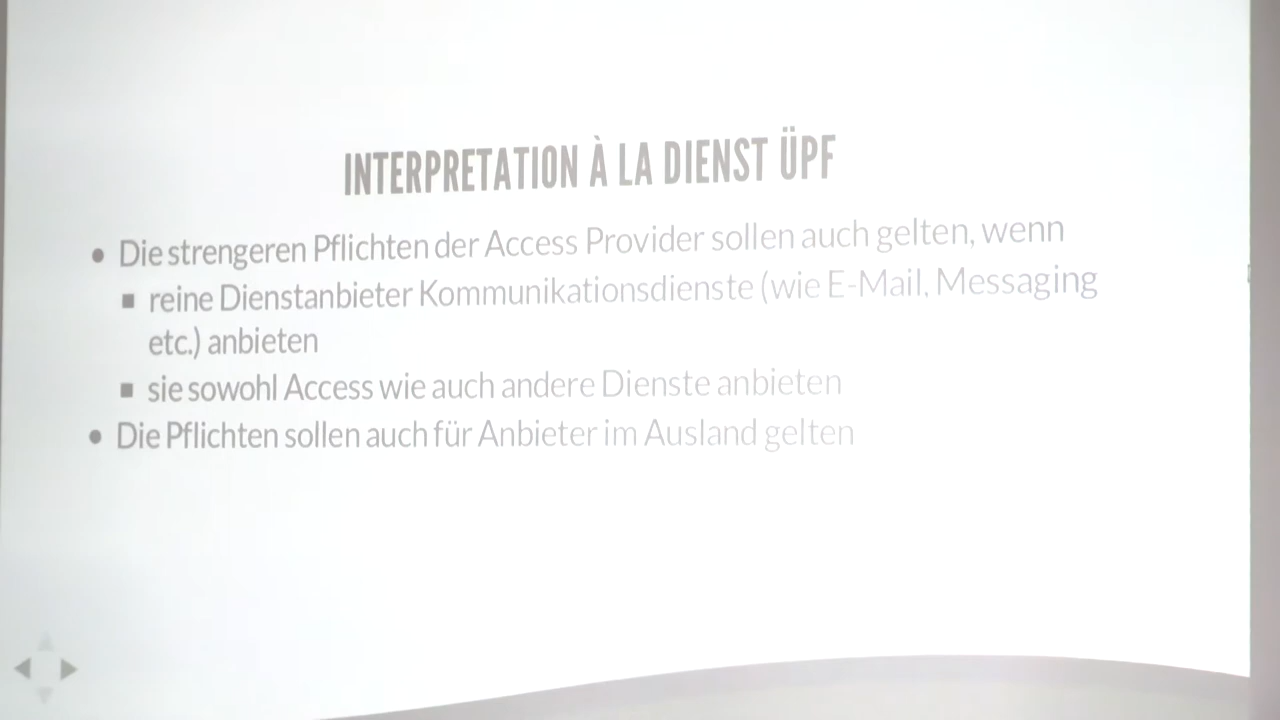 INTERPRETATION À LA DIENST ÜPF
• Die strengeren Pflichten der Access Provider sollen auch gelten, wenn
▪ reine Dienstanbieter Kommunikationsdienste (wie E-Mail, Messaging
etc.) anbieten
▪ sie sowohl Access wie auch andere Dienste anbieten
• Die Pflichten sollen auch für Anbieter im Ausland gelten